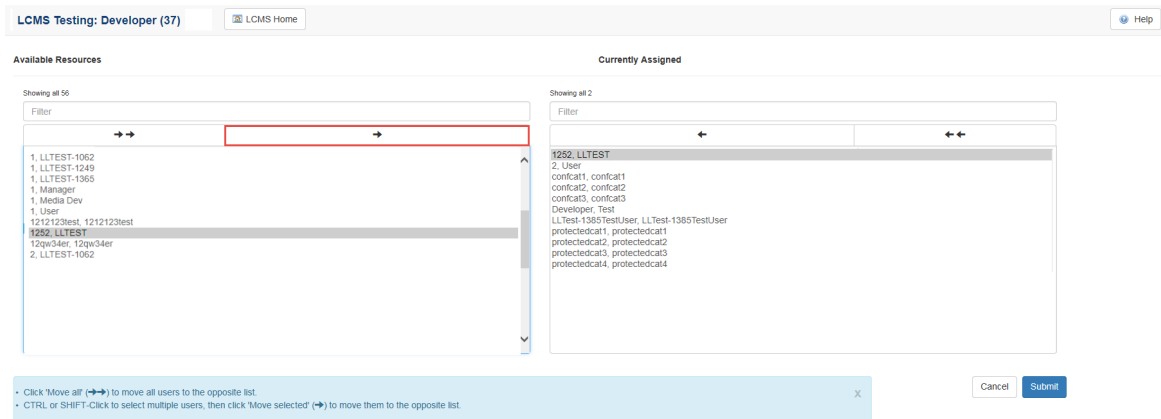 LCMS Testing: Developer (37)
LCMS Home
Help
Available Resources
Currently Assigned
Showing all 56
Showing all 2
Filter
Filter
1, LLTEST-1062
1, LLTEST-1249
1, LLTEST-1365
1, Manager
1, Media Dev
1, User
1212123test, 1212123test
1252, LLTEST
12qw34er, 12qw34er
2, LLTEST-1062
1252, LLTEST
2, User
confcat1, confcat1
confcat2, confcat2
confcat3, confcat3
Developer, Test
LLTest-1385TestUser, LLTest-1385TestUser
protectedcat1, protectedcat1
protectedcat2, protectedcat2
protectedcat3, protectedcat3
protectedcat4, protectedcat4
• Click 'Move all' (➔➔) to move all users to the opposite list.
• CTRL or SHIFT-Click to select multiple users, then click 'Move selected' (➔) to move them to the opposite list.
X
Cancel
Submit